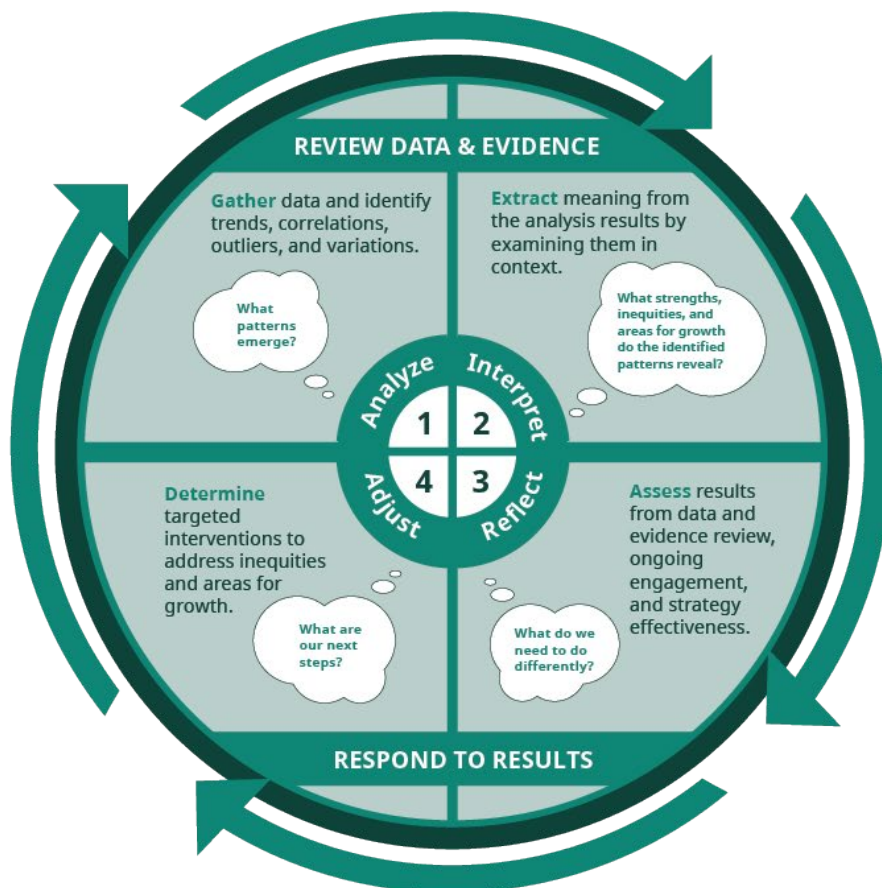 REVIEW DATA & EVIDENCE
Gather data and identify
trends, correlations,
outliers, and variations.
What
patterns
emerge?
Extract meaning from
the analysis results by
examining them in
context.
What strengths,
inequities, and
areas for growth
do the identified
patterns reveal?
Analyze
Interpret
1
2
4
3
Adjust
Reflect
Determine
targeted
interventions to
address inequities
and areas for
growth.
What are
our next
steps?
Assess results
from data and
evidence review,
ongoing
engagement,
and strategy
effectiveness.
What do we
need to do
differently?
RESPOND TO RESULTS